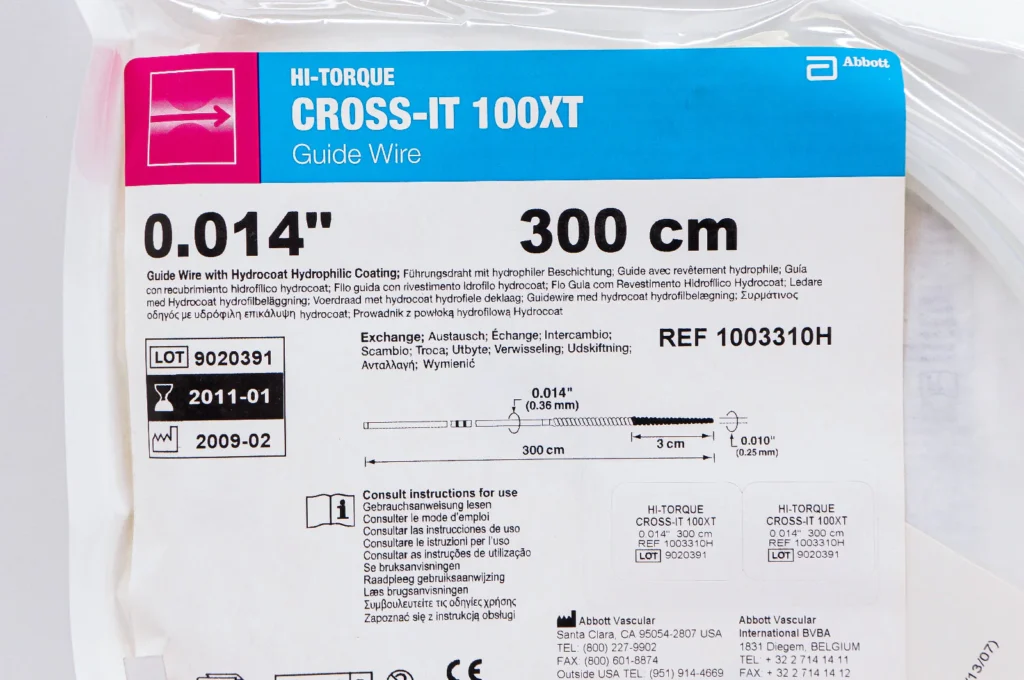 HI-TORQUE
CROSS-IT 100XT
Guide Wire
Abbott
0.014" 300 cm
Guide Wire with Hydrocoat Hydrophilic Coating; Führungsdraht mit hydrophiler Beschichtung; Guide avec revêtement hydrophile; Guía
con recubrimiento hidrofílico hydrocoat; Filo guida con rivestimento idrofilo hydrocoat; Fio Guia com Revestimento Hidrofílico Hydrocoat; Ledare
med Hydrocoat hydrofilbeläggning; Voerdraad met hydrocoat hydrofiele deklaag; Guidewire med hydrocoat hydrofilbelægning; Συρμάτινος
οδηγός με υδρόφιλη επικάλυψη hydrocoat; Prowadnik z powłoką hydrofilową Hydrocoat
LOT 9020391
2011-01
2009-02
Exchange; Austausch; Échange; Intercambio;
Scambio; Troca; Utbyte; Verwisseling; Udskiftning;
Ανταλλαγή; Wymienić
REF 1003310H
0.014"
(0.36 mm)
3 cm
0.010"
(0.25 mm)
300 cm
Consult instructions for use
Gebrauchsanweisung lesen
Consulter le mode d'emploi
Consultar las instrucciones de uso
Consultare le istruzioni per l'uso
Consultar as instruções de utilização
Se bruksanvisningen
Raadpleeg gebruiksaanwijzing
Læs brugsanvisningen
Συμβουλευτείτε τις οδηγίες χρήσης
Zapoznać się z instrukcją obsługi
HI-TORQUE
CROSS-IT 100XT
0.014" 300 cm
REF 1003310H
LOT 9020391
HI-TORQUE
CROSS-IT 100XT
0.014" 300 cm
REF 1003310H
LOT 9020391
Abbott Vascular
Santa Clara, CA 95054-2807 USA
TEL: (800) 227-9902
FAX: (800) 601-8874
Outside USA TEL: (951) 914-4669
Abbott Vascular
International BVBA
1831 Diegem, BELGIUM
TEL: + 32 2 714 14 11
FAX: + 32 2 714 14 12
CE
13/07)